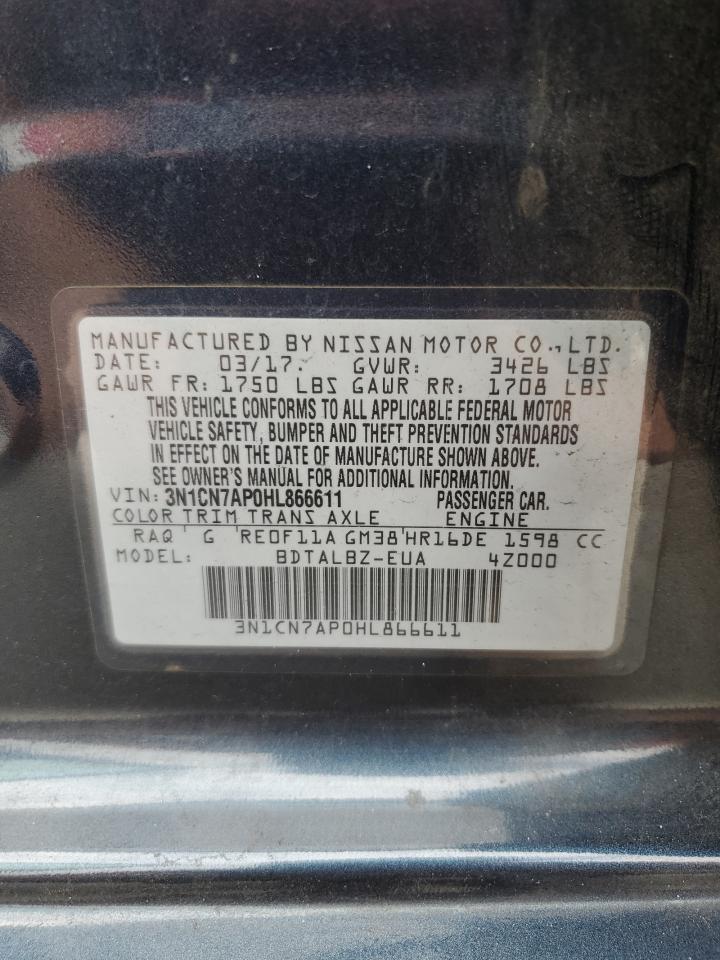 MANUFACTURED BY NISSAN MOTOR CO., LTD.
DATE: 03/17. GVWR: 3426 LBS
GAWR FR: 1750 LBS GAWR RR: 1708 LBS
THIS VEHICLE CONFORMS TO ALL APPLICABLE FEDERAL MOTOR
VEHICLE SAFETY, BUMPER AND THEFT PREVENTION STANDARDS
IN EFFECT ON THE DATE OF MANUFACTURE SHOWN ABOVE.
SEE OWNER'S MANUAL FOR ADDITIONAL INFORMATION.
VIN: 3N1CN7AP0HL866611 PASSENGER CAR.
COLOR TRIM TRANS AXLE ENGINE
RAQ G RE0F11A GM38 HR16DE 1598 CC
MODEL: BDTALBZ-EUA 4Z000
3N1CN7AP0HL866611